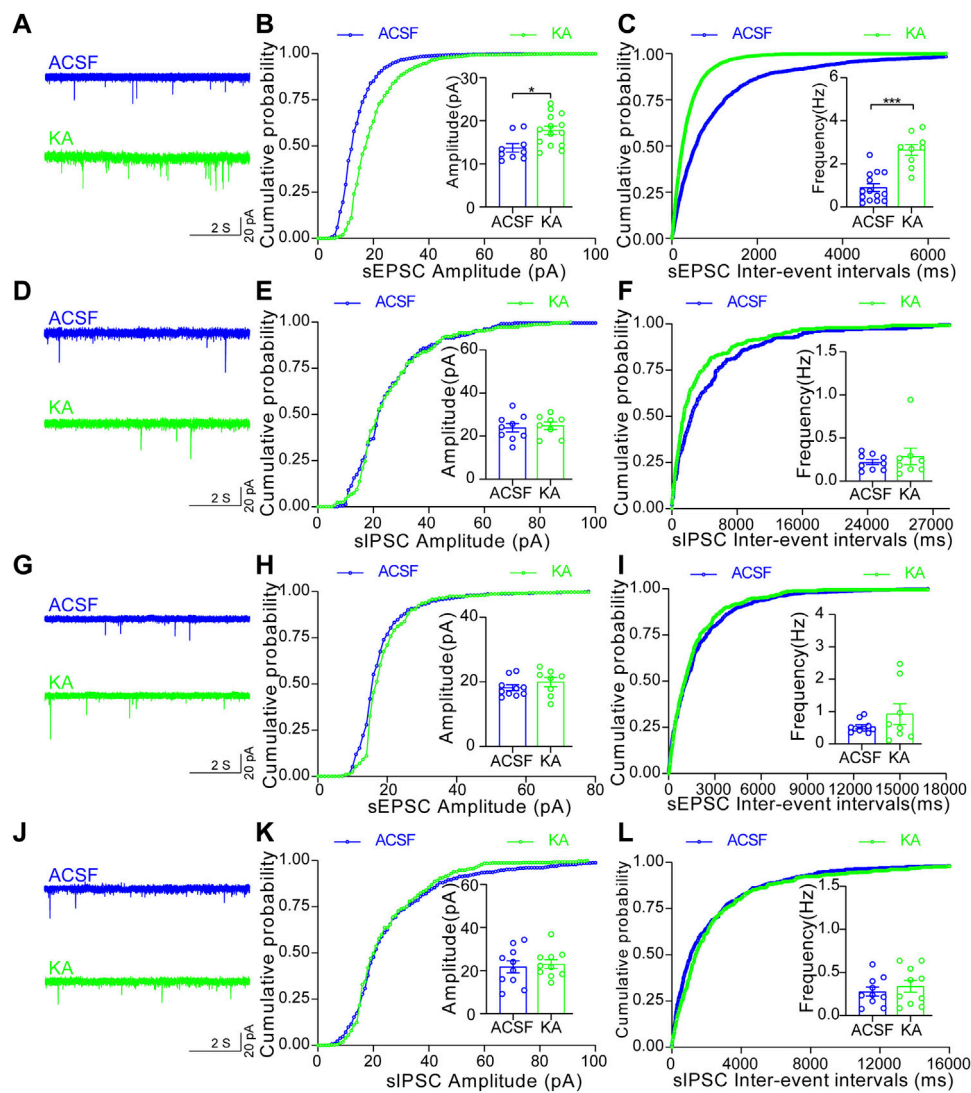 A
ACSF
KA
2 S
20 pA
B
ACSF
KA
Cumulative probability
1.00
0.75
0.50
0.25
0.00
0
20
40
60
80
100
sEPSC Amplitude (pA)
Amplitude(pA)
30
20
10
0
*
ACSF
KA
C
ACSF
KA
Cumulative probability
1.00
0.75
0.50
0.25
0.00
0
2000
4000
6000
sEPSC Inter-event intervals (ms)
Frequency(Hz)
6
4
2
0
***
ACSF
KA
D
ACSF
KA
2 S
20 pA
E
ACSF
KA
Cumulative probability
1.00
0.75
0.50
0.25
0.00
0
20
40
60
80
100
sIPSC Amplitude (pA)
Amplitude(pA)
60
40
20
0
ACSF
KA
F
ACSF
KA
Cumulative probability
1.00
0.75
0.50
0.25
0.00
0
8000
16000
24000
27000
sIPSC Inter-event intervals (ms)
Frequency(Hz)
1.5
1.0
0.5
0.0
ACSF
KA
G
ACSF
KA
2 S
20 pA
H
ACSF
KA
Cumulative probability
1.00
0.75
0.50
0.25
0.00
0
20
40
60
80
sEPSC Amplitude (pA)
Amplitude(pA)
40
20
0
ACSF
KA
I
ACSF
KA
Cumulative probability
1.00
0.75
0.50
0.25
0.00
0
3000
6000
9000
12000
15000
18000
sEPSC Inter-event intervals(ms)
Frequency(Hz)
4
3
2
1
0
ACSF
KA
J
ACSF
KA
2 S
20 pA
K
ACSF
KA
Cumulative probability
1.00
0.75
0.50
0.25
0.00
0
20
40
60
80
100
sIPSC Amplitude (pA)
Amplitude(pA)
60
40
20
0
ACSF
KA
L
ACSF
KA
Cumulative probability
1.00
0.75
0.50
0.25
0.00
0
4000
8000
12000
16000
sIPSC Inter-event intervals (ms)
Frequency(Hz)
1.5
1.0
0.5
0.0
ACSF
KA